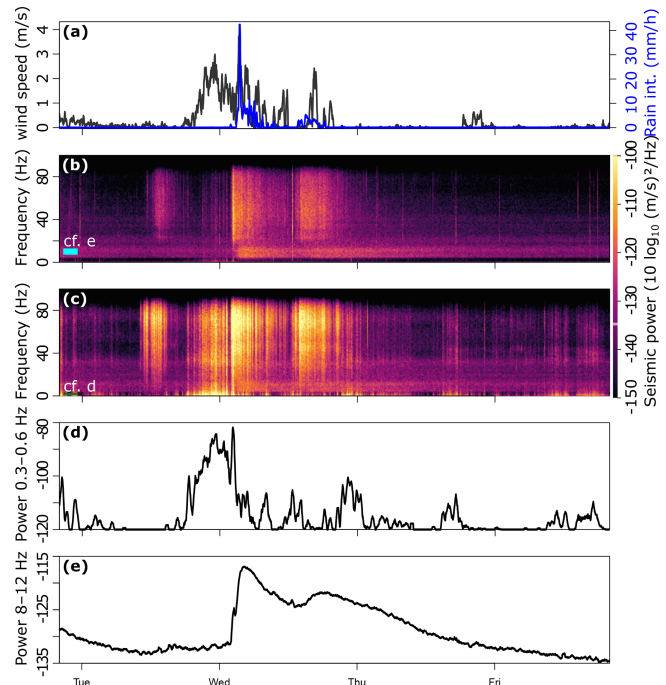 (a)
wind speed (m/s)
0 1 2 3 4
Rain int. (mm/h)
0 10 20 30 40
(b)
Frequency (Hz)
0 40 80
cf. e
(c)
Frequency (Hz)
0 40 80
cf. d
-150 -140 -130 -120 -110 -100
Seismic power (10 log₁₀ (m/s)²/Hz)
(d)
Power 0.3–0.6 Hz
-120 -100 -80
(e)
Power 8–12 Hz
-135 -125 -115
Tue Wed Thu Fri